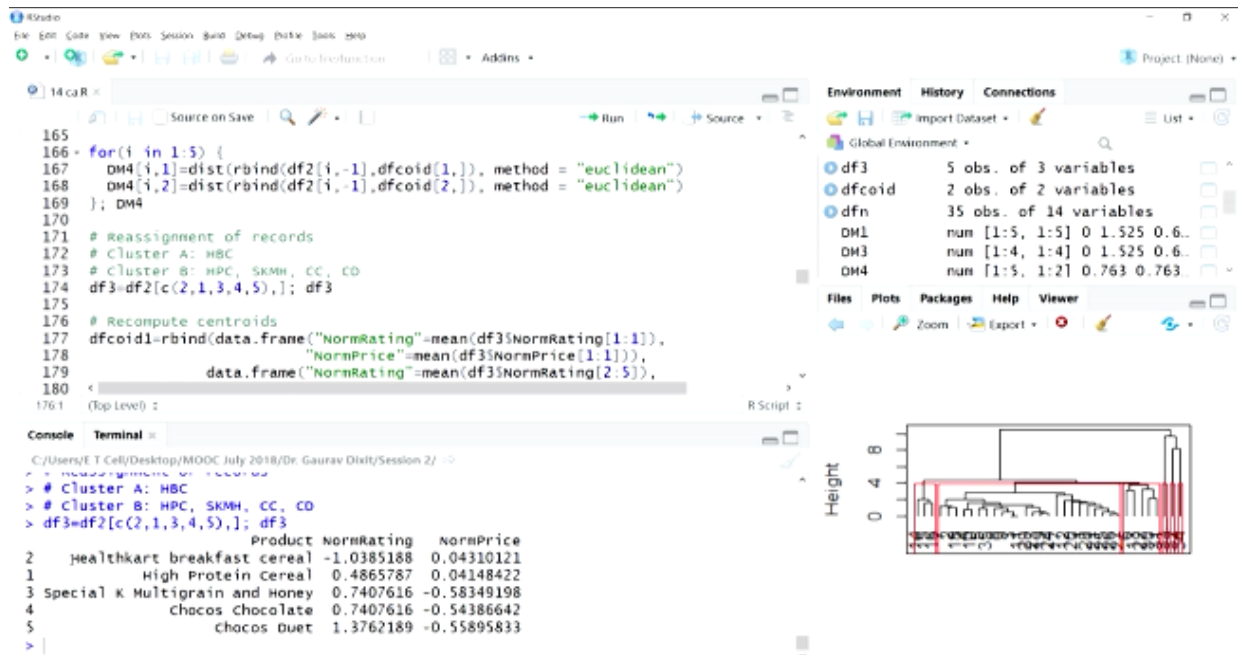 RStudio
File Edit Code View Plots Session Build Debug Profile Tools Help
Go to file/function Addins
Project: (None)
14 ca.R
Source on Save Run Source
165
166 for(i in 1:5) {
167 DM4[i,1]=dist(rbind(df2[i,-1],dfcoid[1,]), method = "euclidean")
168 DM4[i,2]=dist(rbind(df2[i,-1],dfcoid[2,]), method = "euclidean")
169 }; DM4
170
171 # Reassignment of records
172 # Cluster A: HBC
173 # Cluster B: HPC, SKMH, CC, CD
174 df3=df2[c(2,1,3,4,5),]; df3
175
176 # Recompute centroids
177 dfcoid1=rbind(data.frame("NormRating"=mean(df3$NormRating[1:1]),
178 "NormPrice"=mean(df3$NormPrice[1:1])),
179 data.frame("NormRating"=mean(df3$NormRating[2:5]),
180
176:1 (Top Level) R Script
Console Terminal
C:/Users/E T Cell/Desktop/MOOC July 2018/Dr. Gaurav Dixit/Session 2/
> # Reassignment of records
> # Cluster A: HBC
> # Cluster B: HPC, SKMH, CC, CD
> df3=df2[c(2,1,3,4,5),]; df3
Product NormRating NormPrice
2 Healthkart breakfast cereal -1.0385188 0.04310121
1 High Protein Cereal 0.4865787 0.04148422
3 Special K Multigrain and Honey 0.7407616 -0.58349198
4 Chocos Chocolate 0.7407616 -0.54386642
5 Chocos Duet 1.3762189 -0.55895833
>
Environment History Connections
Import Dataset List
Global Environment
df3 5 obs. of 3 variables
dfcoid 2 obs. of 2 variables
dfn 35 obs. of 14 variables
DM1 num [1:5, 1:5] 0 1.525 0.6..
DM3 num [1:4, 1:4] 0 1.525 0.6..
DM4 num [1:5, 1:2] 0.763 0.763..
Files Plots Packages Help Viewer
Zoom Export
Height
0 4 8